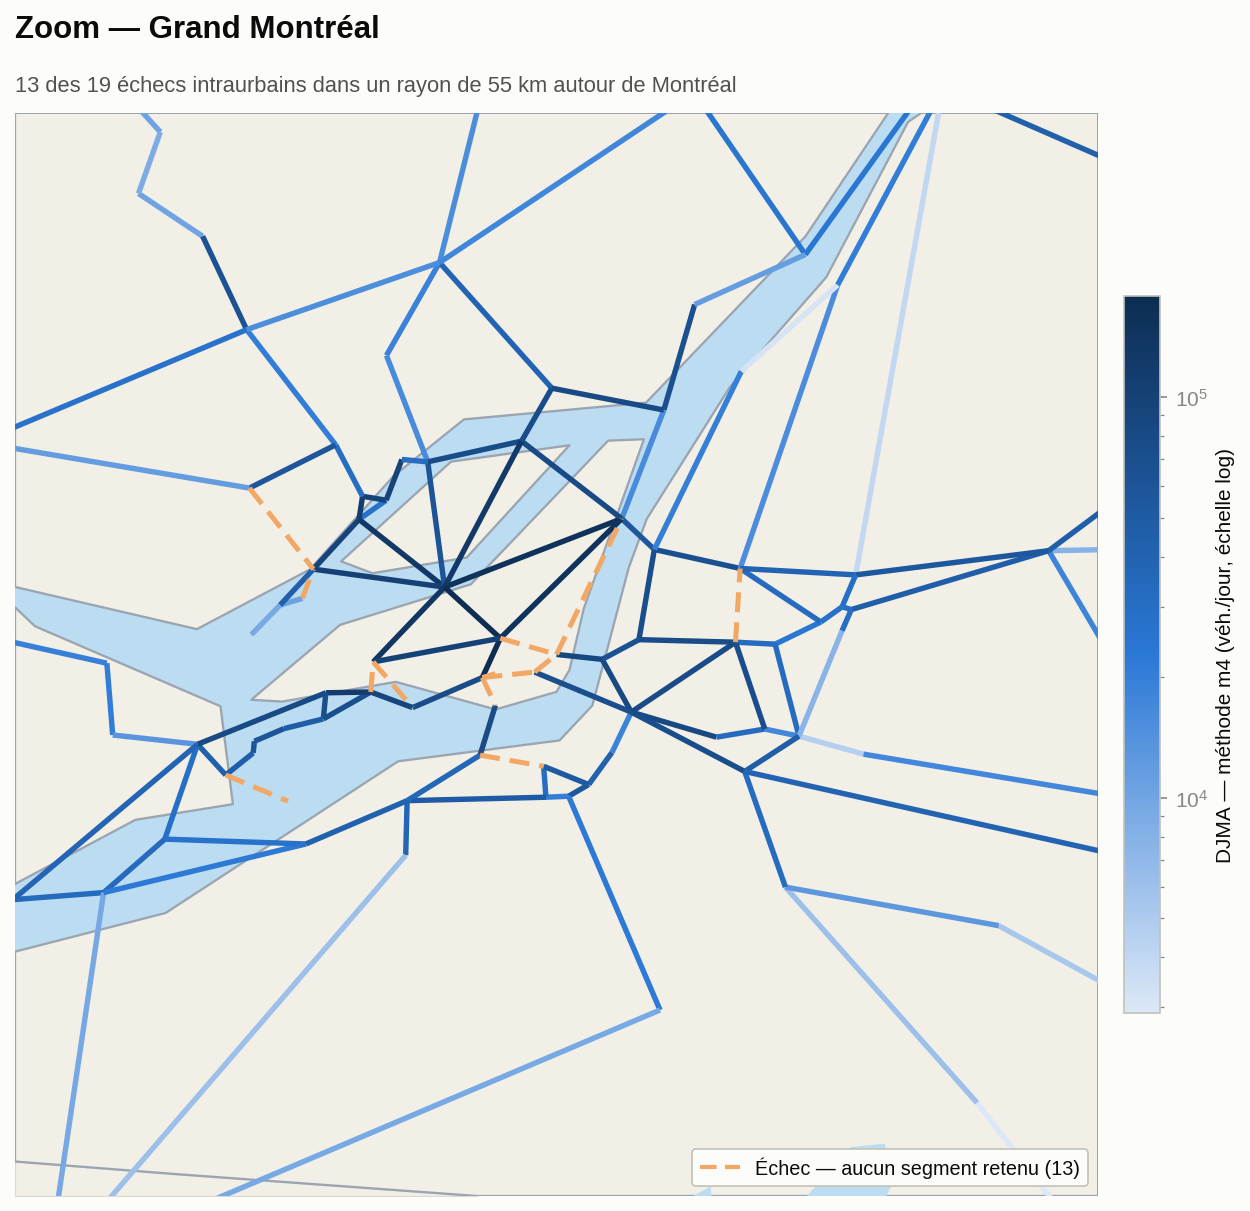 Zoom — Grand Montréal
13 des 19 échecs intraurbains dans un rayon de 55 km autour de Montréal
10⁵
10⁴
DJMA — méthode m4 (véh./jour, échelle log)
Échec — aucun segment retenu (13)